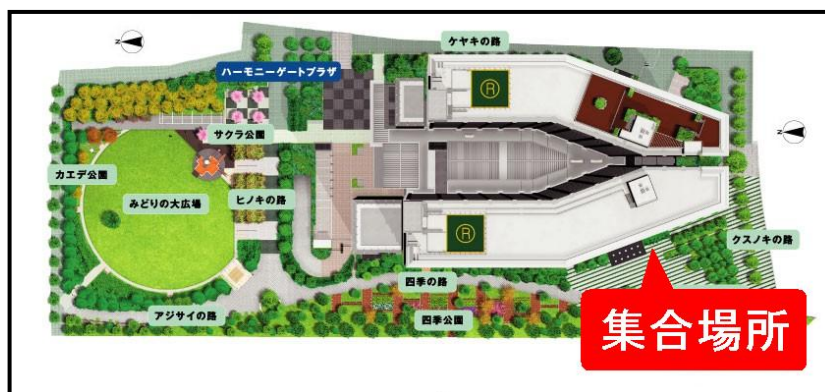 N
ケヤキの路
ハーモニーゲートプラザ
R
サクラ公園
N
カエデ公園
みどりの大広場
ヒノキの路
R
クスノキの路
四季の路
アジサイの路
四季公園
集合場所